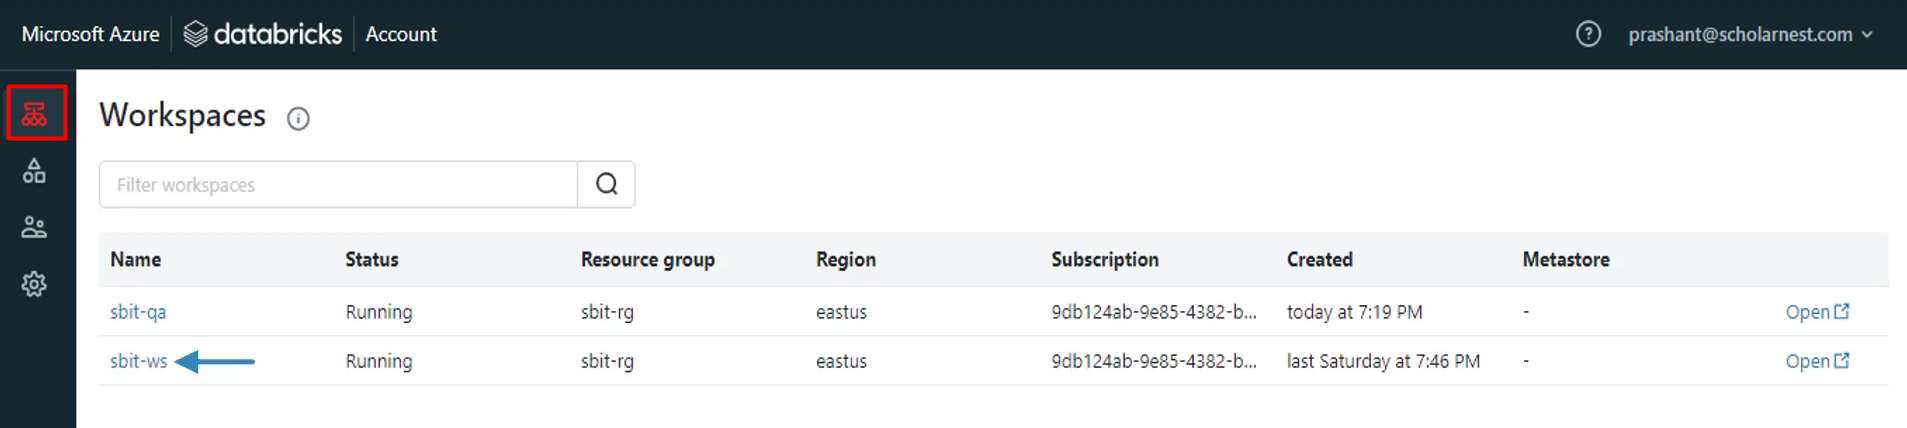 Microsoft Azure databricks Account prashant@scholarnest.com
Workspaces
Filter workspaces
Name Status Resource group Region Subscription Created Metastore
sbit-qa Running sbit-rg eastus 9db124ab-9e85-4382-b... today at 7:19 PM - Open
sbit-ws Running sbit-rg eastus 9db124ab-9e85-4382-b... last Saturday at 7:46 PM - Open